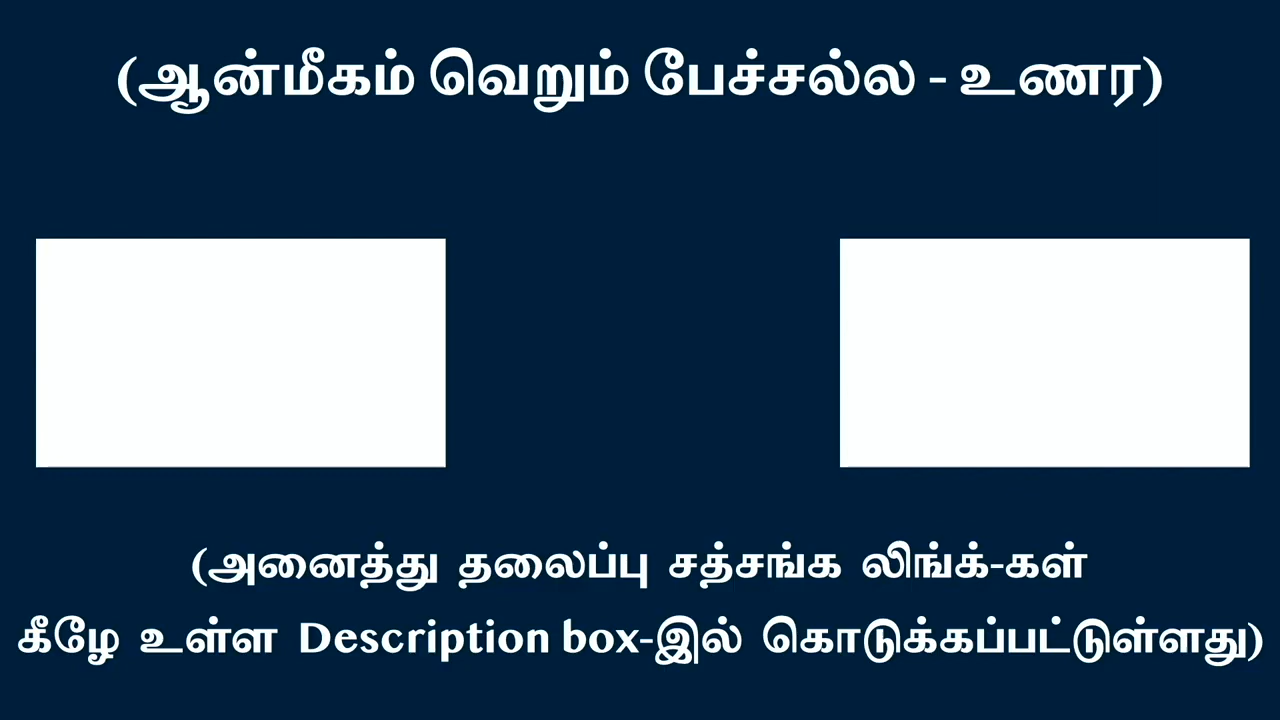 (ஆன்மீகம் வெறும் பேச்சல்ல - உணர)
(அனைத்து தலைப்பு சத்சங்க லிங்க்-கள்
கீழே உள்ள Description box-இல் கொடுக்கப்பட்டுள்ளது)